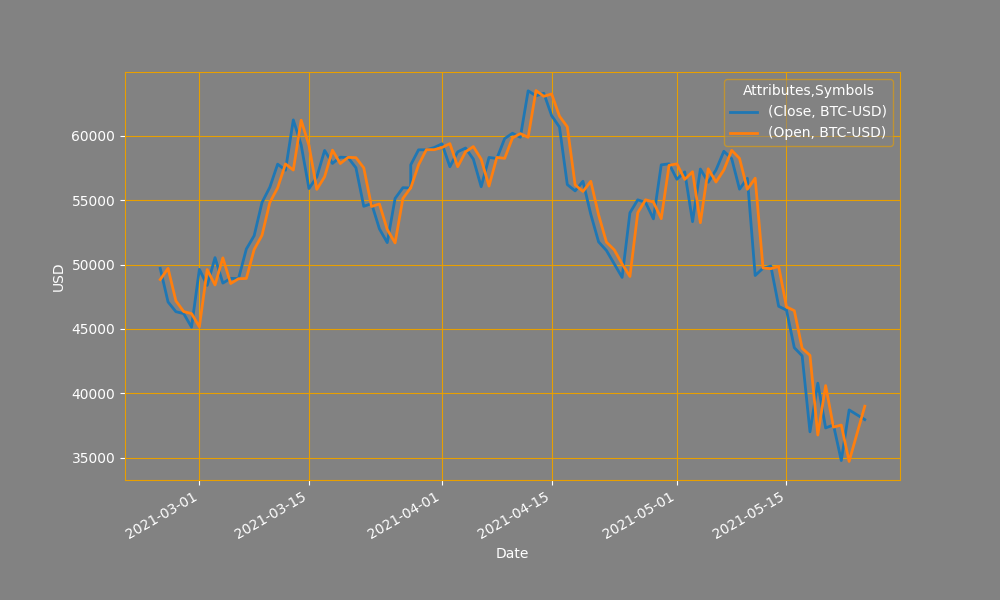 Attributes,Symbols
(Close, BTC-USD)
(Open, BTC-USD)
60000
55000
50000
45000
40000
35000
USD
2021-03-01
2021-03-15
2021-04-01
2021-04-15
2021-05-01
2021-05-15
Date